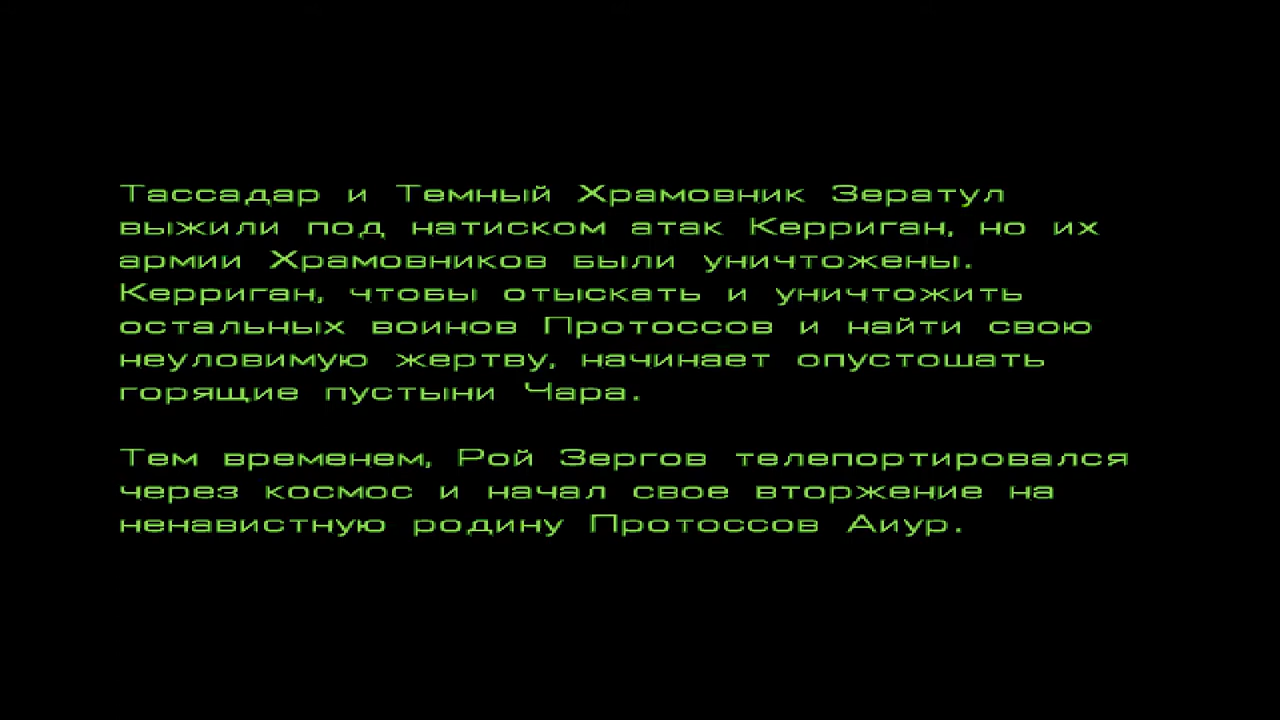 Тассадар и Темный Храмовник Зератул
выжили под натиском атак Керриган, но их
армии Храмовников были уничтожены.
Керриган, чтобы отыскать и уничтожить
остальных воинов Протоссов и найти свою
неуловимую жертву, начинает опустошать
горящие пустыни Чара.
Тем временем, Рой Зергов телепортировался
через космос и начал свое вторжение на
ненавистную родину Протоссов Аиур.